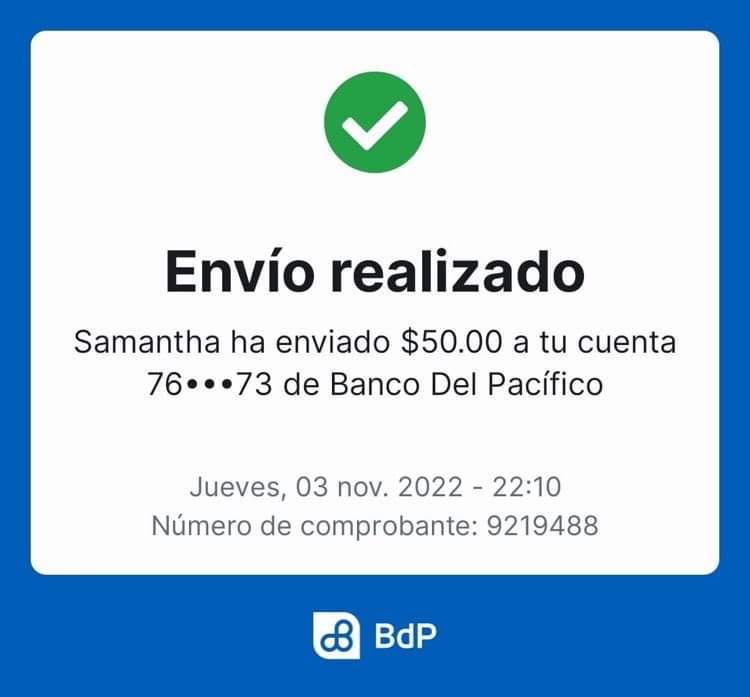 Envío realizado
Samantha ha enviado $50.00 a tu cuenta
76•••73 de Banco Del Pacífico
Jueves, 03 nov. 2022 - 22:10
Número de comprobante: 9219488
BdP